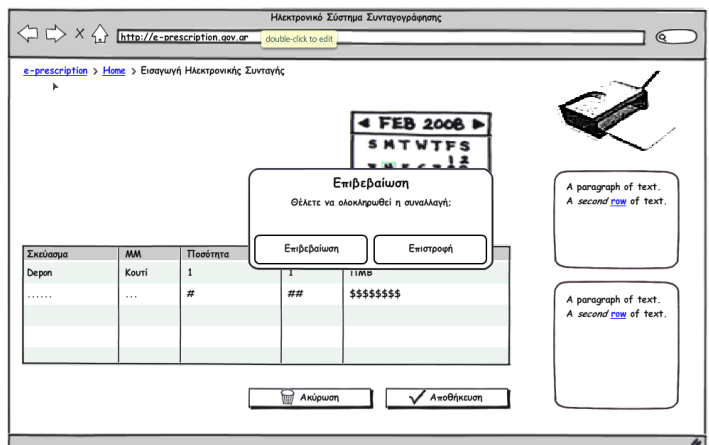 Ηλεκτρονικό Σύστημα Συνταγογράφησης
http://e-prescription.gov.gr
double-click to edit
e-prescription > Home > Εισαγωγή Ηλεκτρονικής Συνταγής
FEB 2008
S M T W T F S
1 2
Επιβεβαίωση
Θέλετε να ολοκληρωθεί η συναλλαγή;
Επιβεβαίωση Επιστροφή
A paragraph of text.
A second row of text.
Σκεύασμα ΜΜ Ποσότητα
Depon Κουτί 1 1 ΠΜΒ
...... ... # ## $$$$$$$$
A paragraph of text.
A second row of text.
Ακύρωση Αποθήκευση